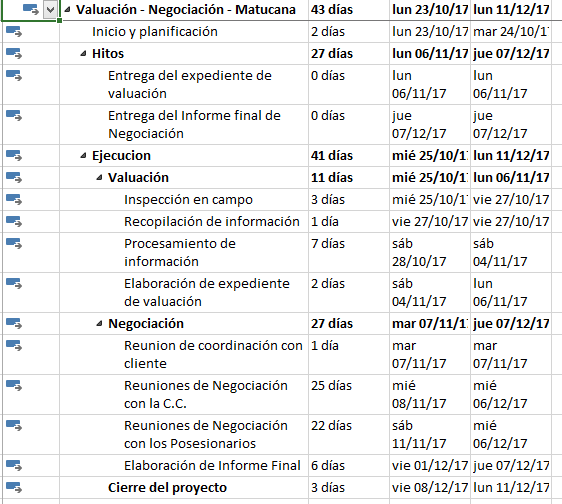 Valuación - Negociación - Matucana 43 días lun 23/10/17 lun 11/12/17
Inicio y planificación 2 días lun 23/10/17 mar 24/10/1
Hitos 27 días lun 06/11/17 jue 07/12/17
Entrega del expediente de 0 días lun lun
valuación 06/11/17 06/11/17
Entrega del Informe final de 0 días jue jue
Negociación 07/12/17 07/12/17
Ejecucion 41 días mié 25/10/1 lun 11/12/17
Valuación 11 días mié 25/10/1 lun 06/11/17
Inspección en campo 3 días mié 25/10/1 vie 27/10/17
Recopilación de información 1 día vie 27/10/17 vie 27/10/17
Procesamiento de 7 días sáb sáb
información 28/10/17 04/11/17
Elaboración de expediente 2 días sáb lun
de valuación 04/11/17 06/11/17
Negociación 27 días mar 07/11/1 jue 07/12/17
Reunion de coordinación con 1 día mar mar
cliente 07/11/17 07/11/17
Reuniones de Negociación 25 días mié mié
con la C.C. 08/11/17 06/12/17
Reuniones de Negociación 22 días sáb mié
con los Posesionarios 11/11/17 06/12/17
Elaboración de Informe Final 6 días vie 01/12/17 jue 07/12/17
Cierre del proyecto 3 días vie 08/12/17 lun 11/12/17